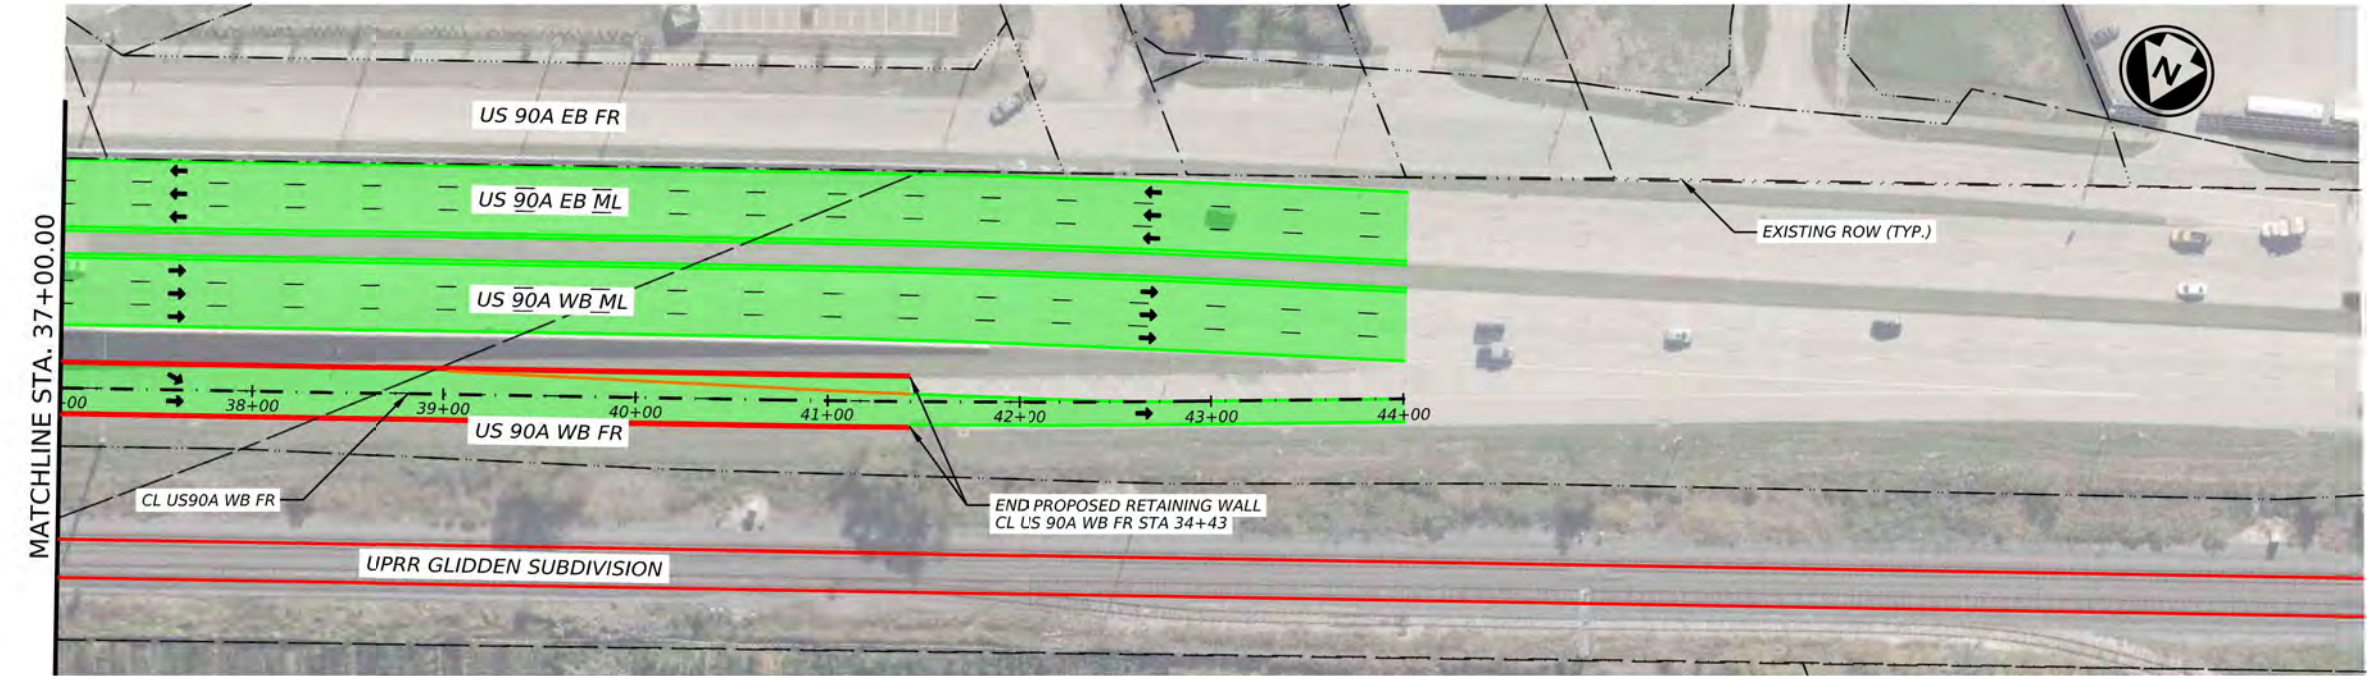 N
US 90A EB FR
US 90A EB ML
EXISTING ROW (TYP.)
US 90A WB ML
MATCHLINE STA. 37+00.00
00
38+00
39+00
40+00
41+00
42+00
43+00
44+00
US 90A WB FR
CL US90A WB FR
END PROPOSED RETAINING WALL
CL US 90A WB FR STA 34+43
UPRR GLIDDEN SUBDIVISION